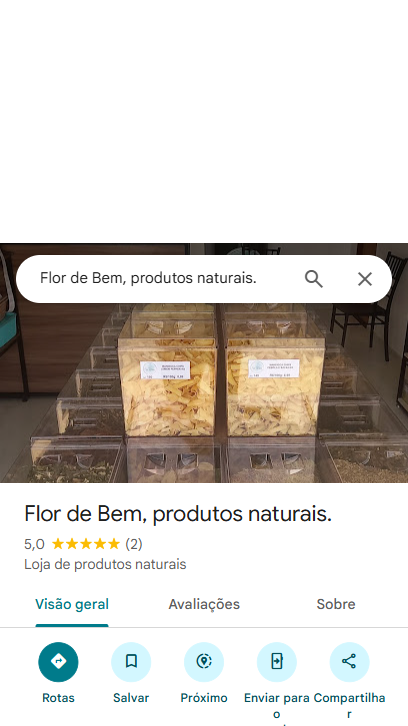 Flor de Bem, produtos naturais.
Flor de Bem, produtos naturais.
5,0 (2)
Loja de produtos naturais
Visão geral Avaliações Sobre
Rotas Salvar Próximo Enviar para o Compartilhar